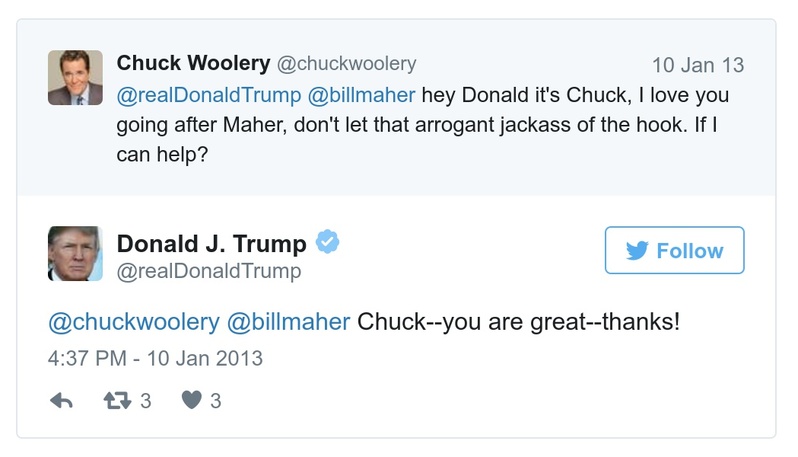 Chuck Woolery @chuckwoolery 10 Jan 13
@realDonaldTrump @billmaher hey Donald it's Chuck, I love you
going after Maher, don't let that arrogant jackass of the hook. If I
can help?
Donald J. Trump
@realDonaldTrump
Follow
@chuckwoolery @billmaher Chuck--you are great--thanks!
4:37 PM - 10 Jan 2013
3 3